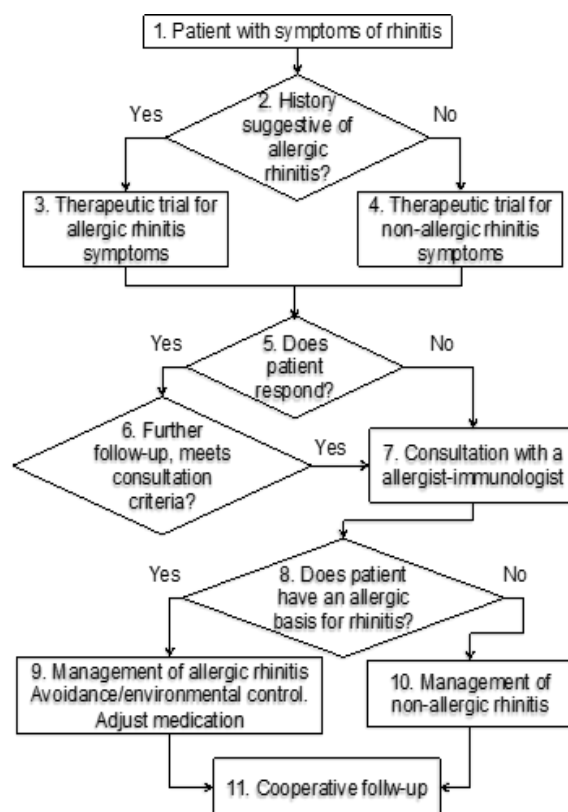 1. Patient with symptoms of rhinitis
Yes
2. History
suggestive of
allergic
rhinitis?
No
3. Therapeutic trial for
allergic rhinitis
symptoms
4. Therapeutic trial for
non-allergic rhinitis
symptoms
Yes
5. Does
patient
respond?
No
6. Further
follow-up, meets
consultation
criteria?
Yes
7. Consultation with a
allergist-immunologist
Yes
8. Does patient
have an allergic
basis for rhinitis?
No
9. Management of allergic rhinitis
Avoidance/environmental control.
Adjust medication
10. Management of
non-allergic rhinitis
11. Cooperative follw-up